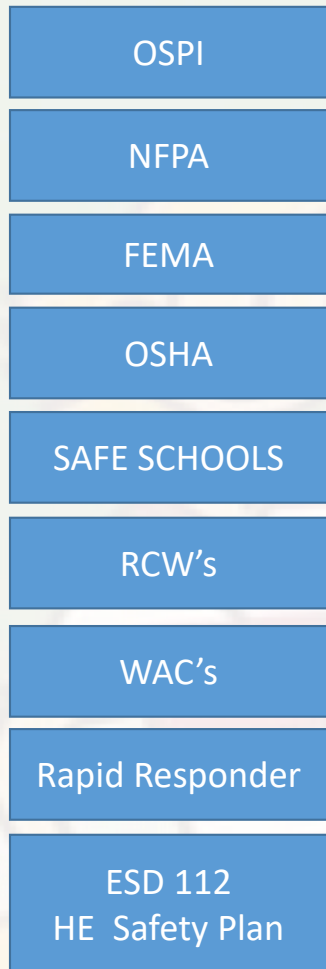 OSPI
NFPA
FEMA
OSHA
SAFE SCHOOLS
RCW’s
WAC’s
Rapid Responder
ESD 112
HE  Safety Plan